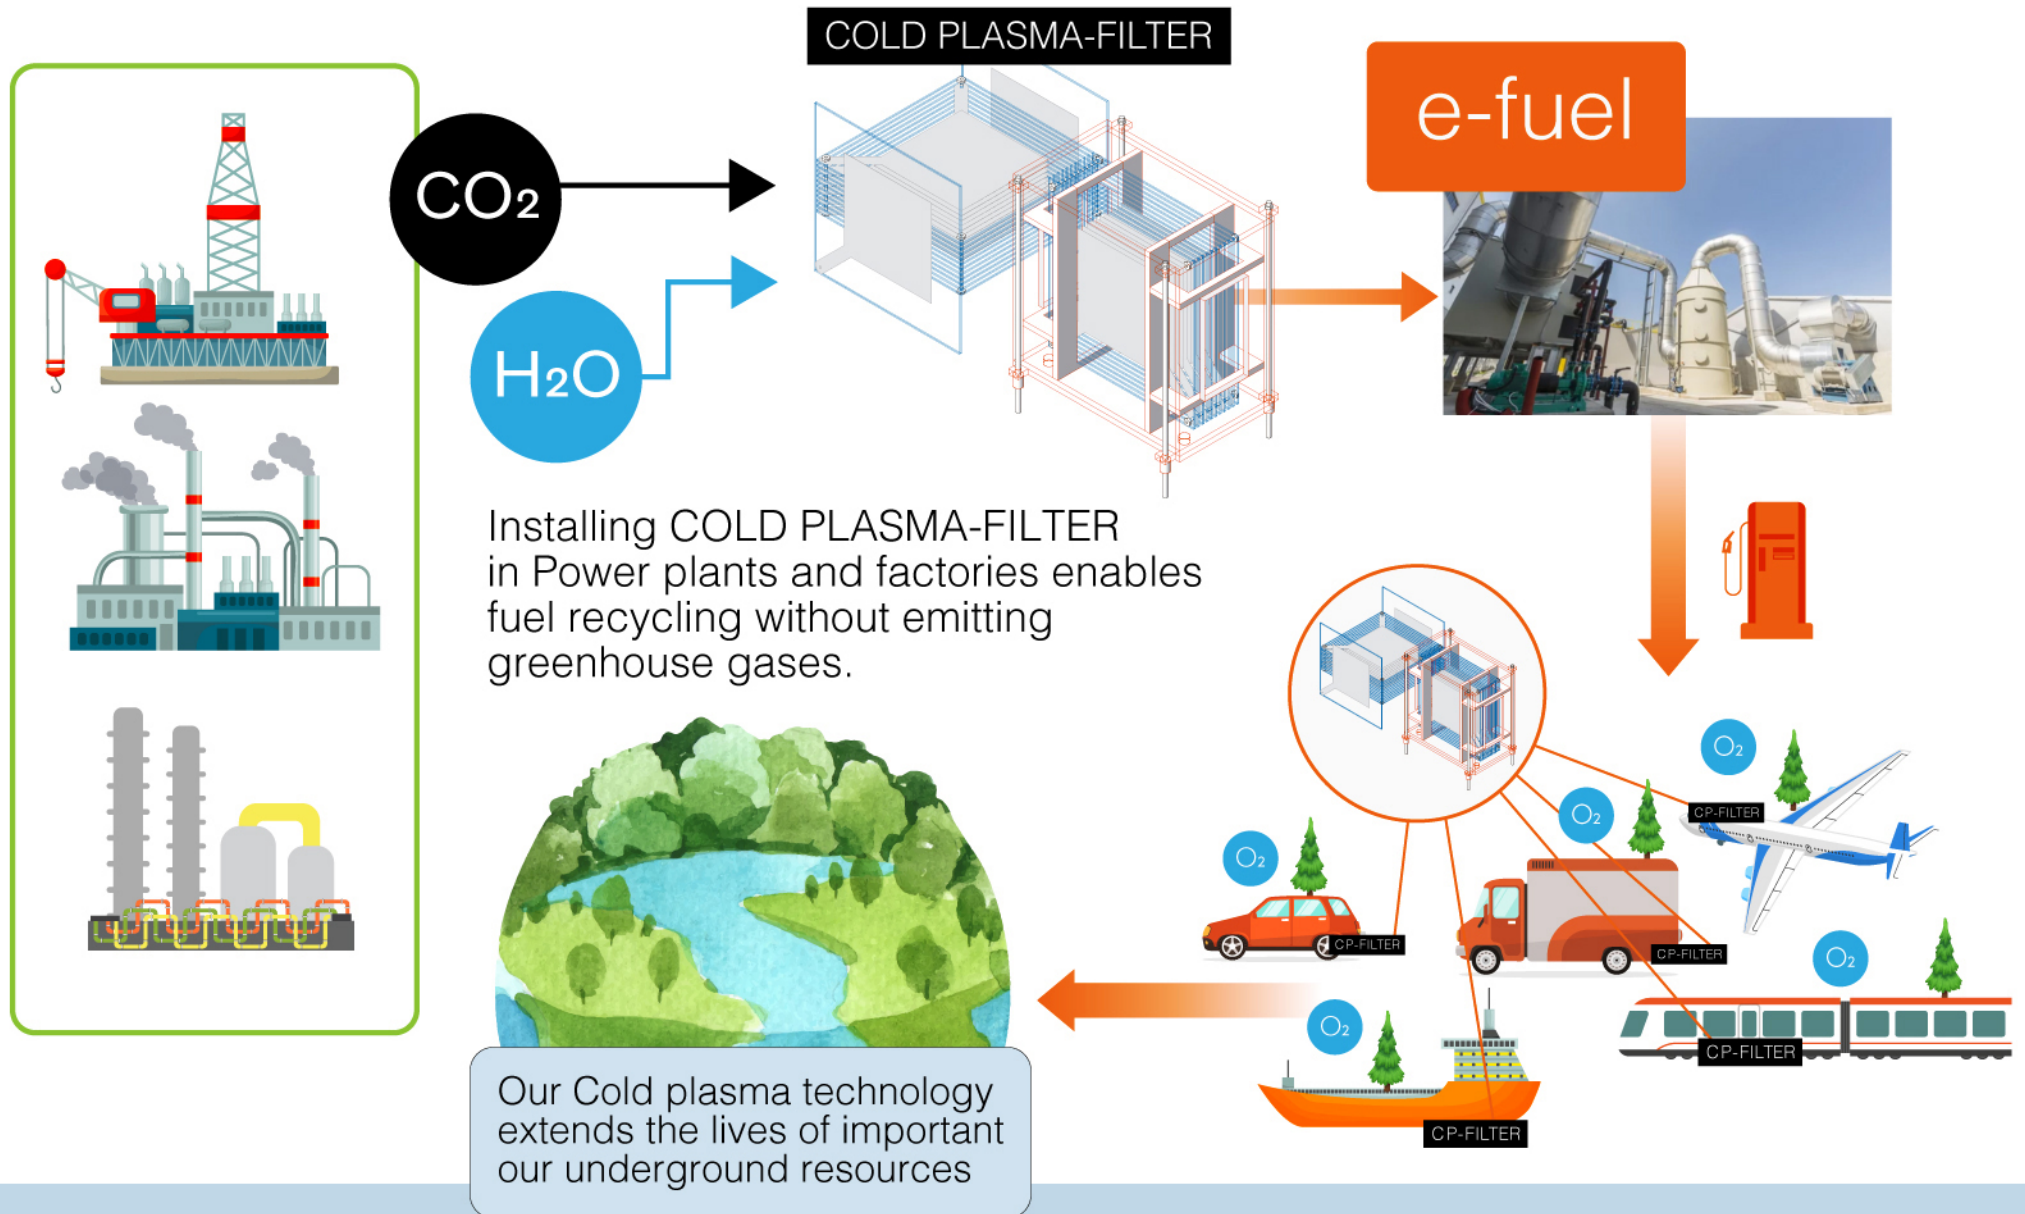 COLD PLASMA-FILTER
e-fuel
CO2
H2O
Installing COLD PLASMA-FILTER
in Power plants and factories enables
fuel recycling without emitting
greenhouse gases.
O2
CP-FILTER
O2
CP-FILTER
O2
CP-FILTER
O2
CP-FILTER
O2
CP-FILTER
Our Cold plasma technology
extends the lives of important
our underground resources